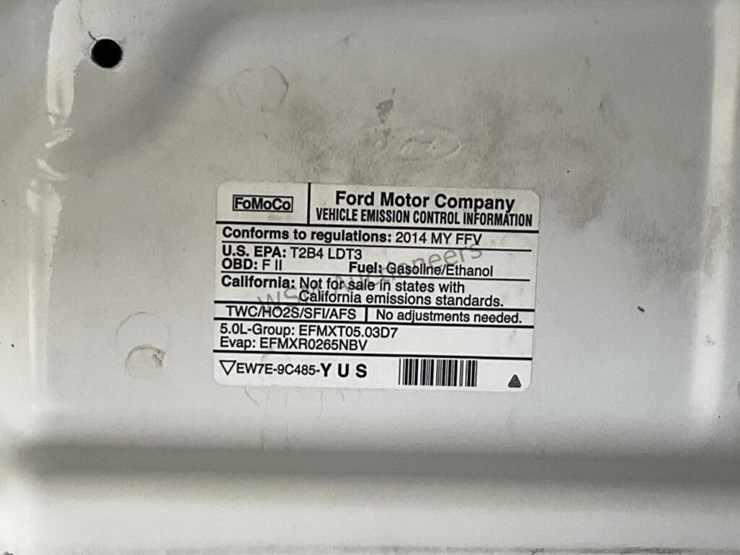 FoMoCo
Ford Motor Company
VEHICLE EMISSION CONTROL INFORMATION
Conforms to regulations: 2014 MY FFV
U.S. EPA: T2B4 LDT3
OBD: F II Fuel: Gasoline/Ethanol
California: Not for sale in states with
California emissions standards.
TWC/HO2S/SFI/AFS No adjustments needed.
5.0L-Group: EFMXT05.03D7
Evap: EFMXR0265NBV
EW7E-9C485-Y U S